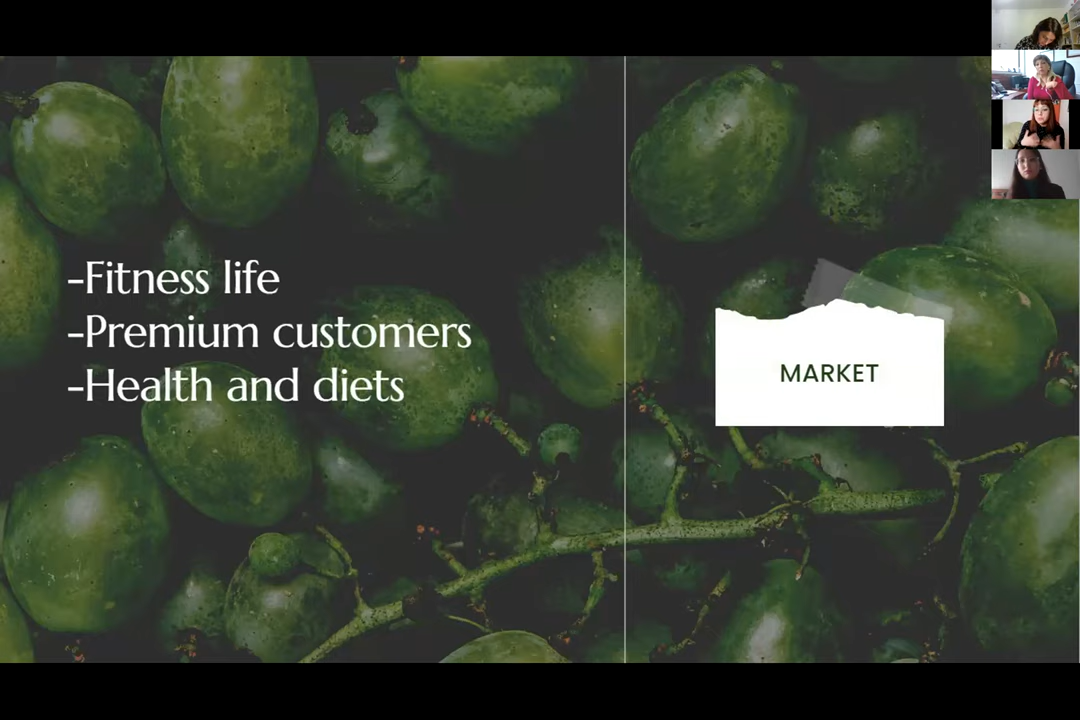 -Fitness life
-Premium customers
-Health and diets
MARKET